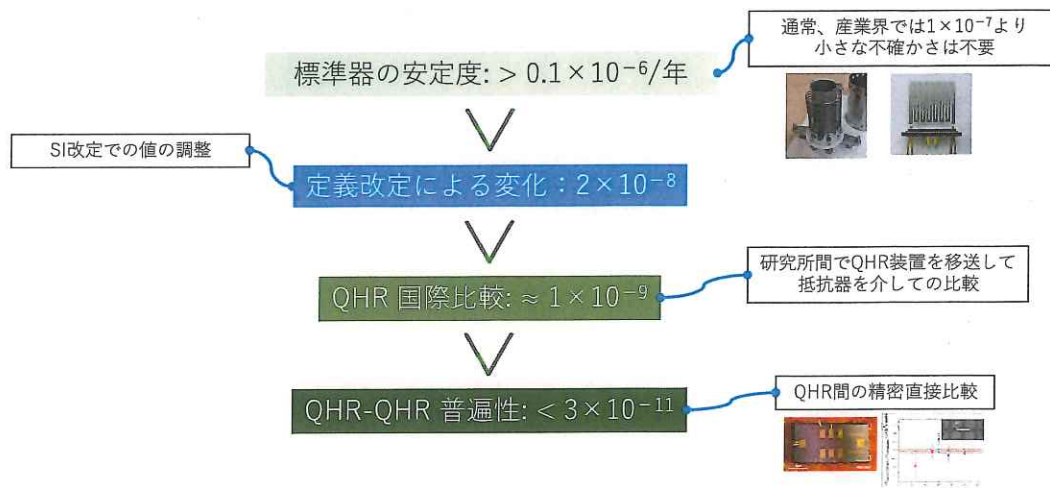 通常、産業界では1×10⁻⁷より
小さな不確かさは不要
標準器の安定度: > 0.1×10⁻⁶/年
SI改定での値の調整
定義改定による変化：2×10⁻⁸
研究所間でQHR装置を移送して
抵抗器を介しての比較
QHR 国際比較: ≈ 1×10⁻⁹
QHR間の精密直接比較
QHR-QHR 普遍性: < 3×10⁻¹¹